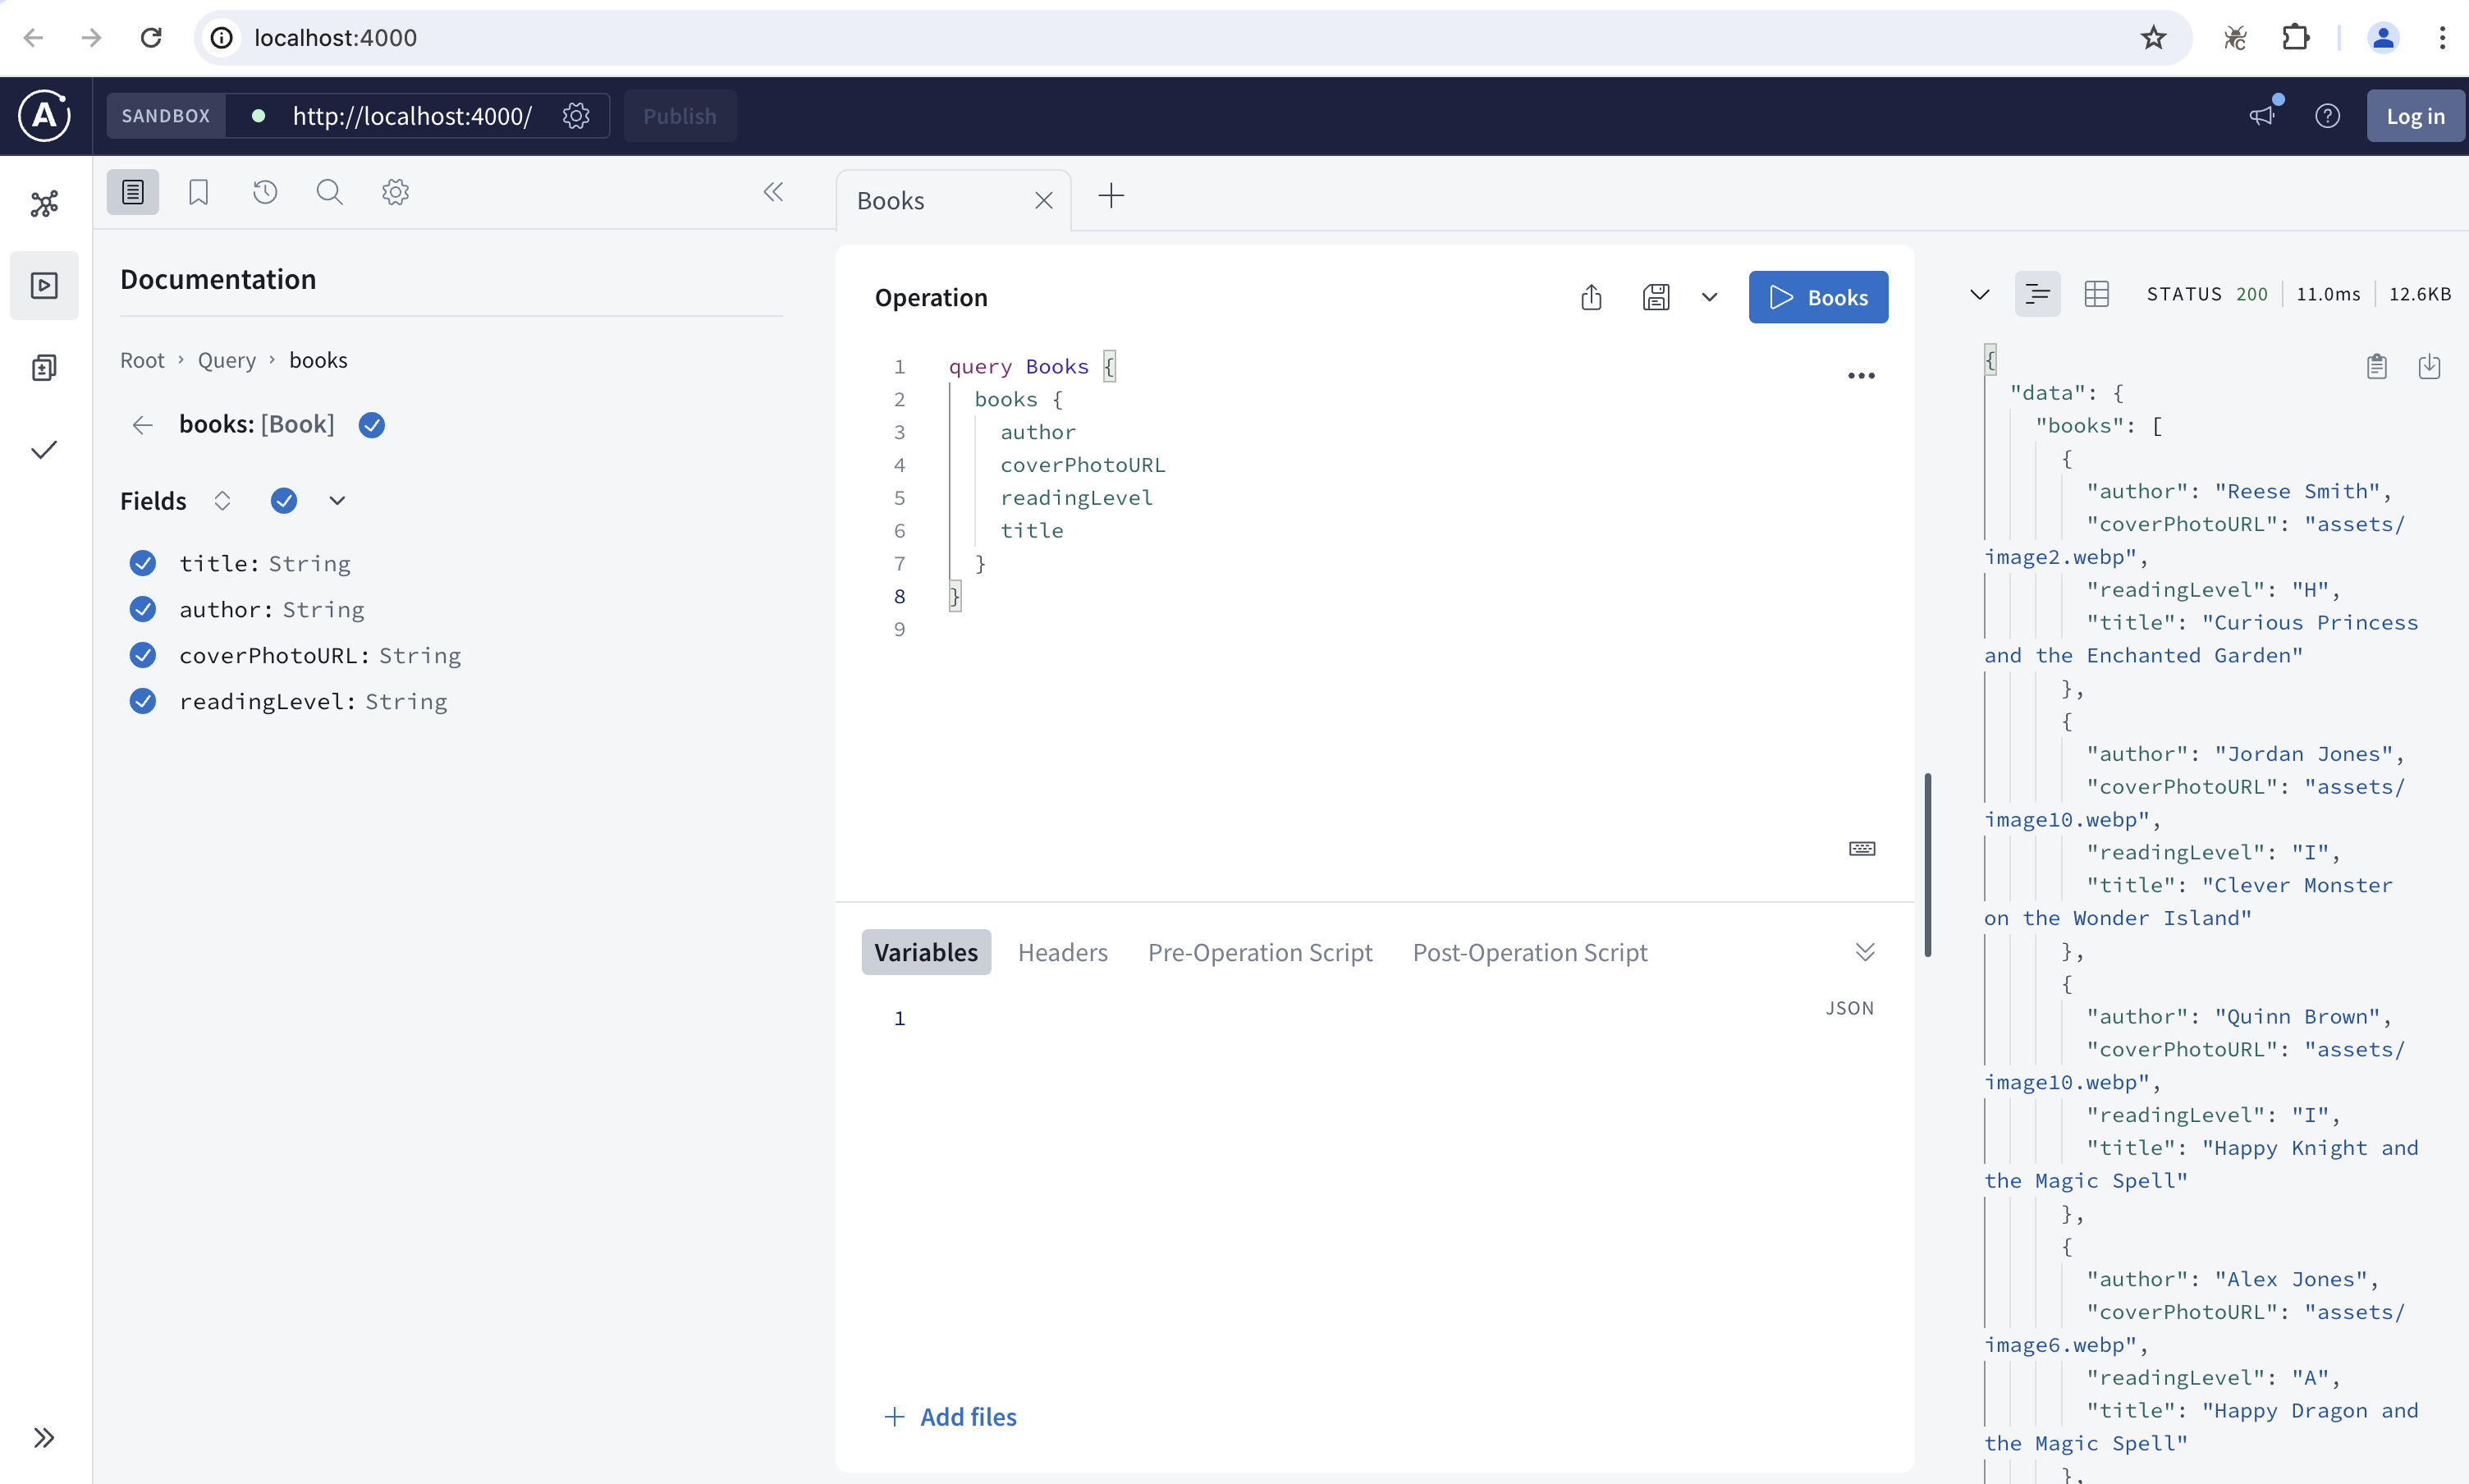 localhost:4000
SANDBOX
http://localhost:4000/
Publish
Log in
Documentation
Root › Query › books
books: [Book]
Fields
title: String
author: String
coverPhotoURL: String
readingLevel: String
Books
Operation
Books
1 query Books {
2 books {
3 author
4 coverPhotoURL
5 readingLevel
6 title
7 }
8 }
9
Variables Headers Pre-Operation Script Post-Operation Script
JSON
1
Add files
STATUS 200 11.0ms 12.6KB
{
"data": {
"books": [
{
"author": "Reese Smith",
"coverPhotoURL": "assets/
image2.webp",
"readingLevel": "H",
"title": "Curious Princess
and the Enchanted Garden"
},
{
"author": "Jordan Jones",
"coverPhotoURL": "assets/
image10.webp",
"readingLevel": "I",
"title": "Clever Monster
on the Wonder Island"
},
{
"author": "Quinn Brown",
"coverPhotoURL": "assets/
image10.webp",
"readingLevel": "I",
"title": "Happy Knight and
the Magic Spell"
},
{
"author": "Alex Jones",
"coverPhotoURL": "assets/
image6.webp",
"readingLevel": "A",
"title": "Happy Dragon and
the Magic Spell"
},